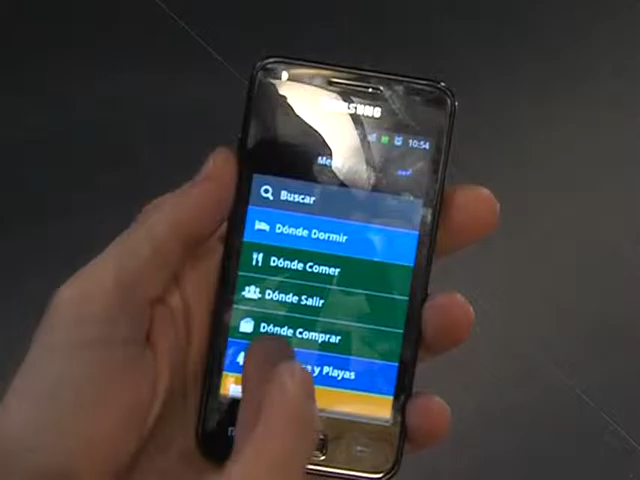 SAMSUNG
10:54
Buscar
Dónde Dormir
Dónde Comer
Dónde Salir
Dónde Comprar
y Playas